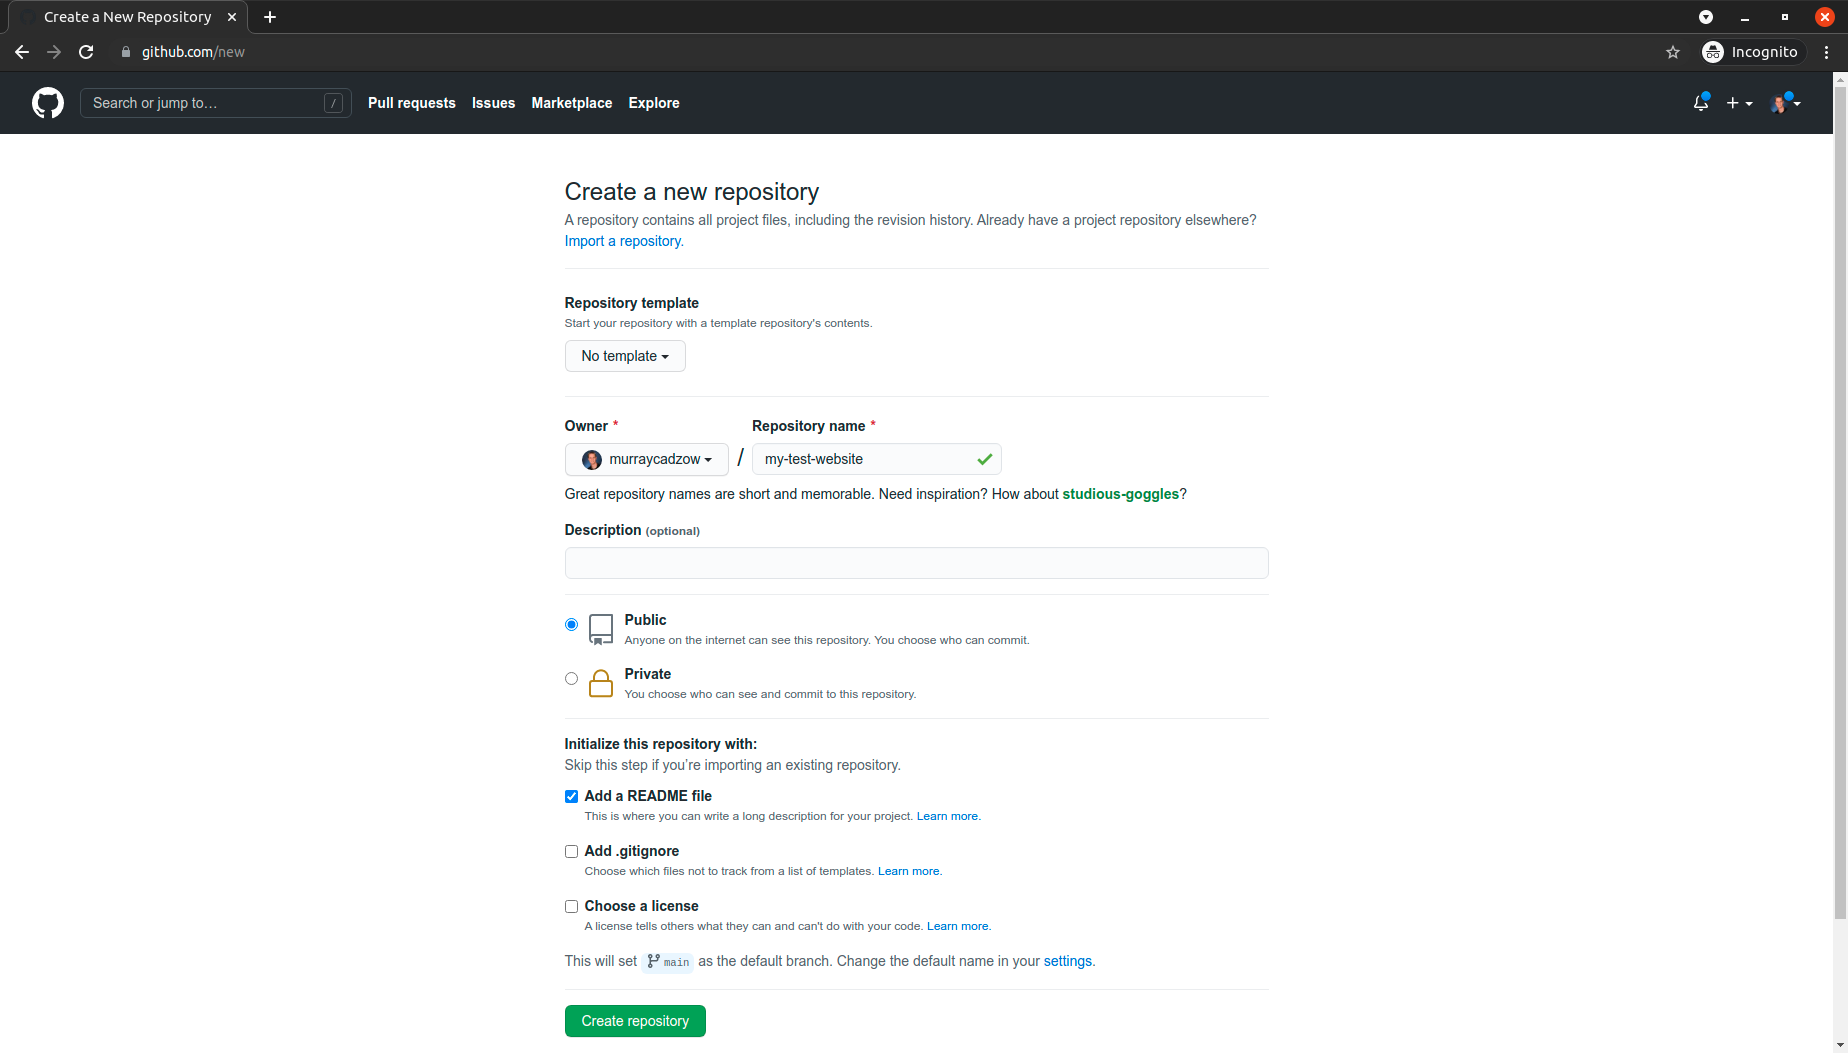 Create a New Repository
github.com/new
Incognito
Search or jump to…
/
Pull requests
Issues
Marketplace
Explore
Create a new repository
A repository contains all project files, including the revision history. Already have a project repository elsewhere?
Import a repository.
Repository template
Start your repository with a template repository's contents.
No template
Owner *
Repository name *
murraycadzow
/
my-test-website
Great repository names are short and memorable. Need inspiration? How about studious-goggles?
Description (optional)
Public
Anyone on the internet can see this repository. You choose who can commit.
Private
You choose who can see and commit to this repository.
Initialize this repository with:
Skip this step if you’re importing an existing repository.
Add a README file
This is where you can write a long description for your project. Learn more.
Add .gitignore
Choose which files not to track from a list of templates. Learn more.
Choose a license
A license tells others what they can and can't do with your code. Learn more.
This will set main as the default branch. Change the default name in your settings.
Create repository